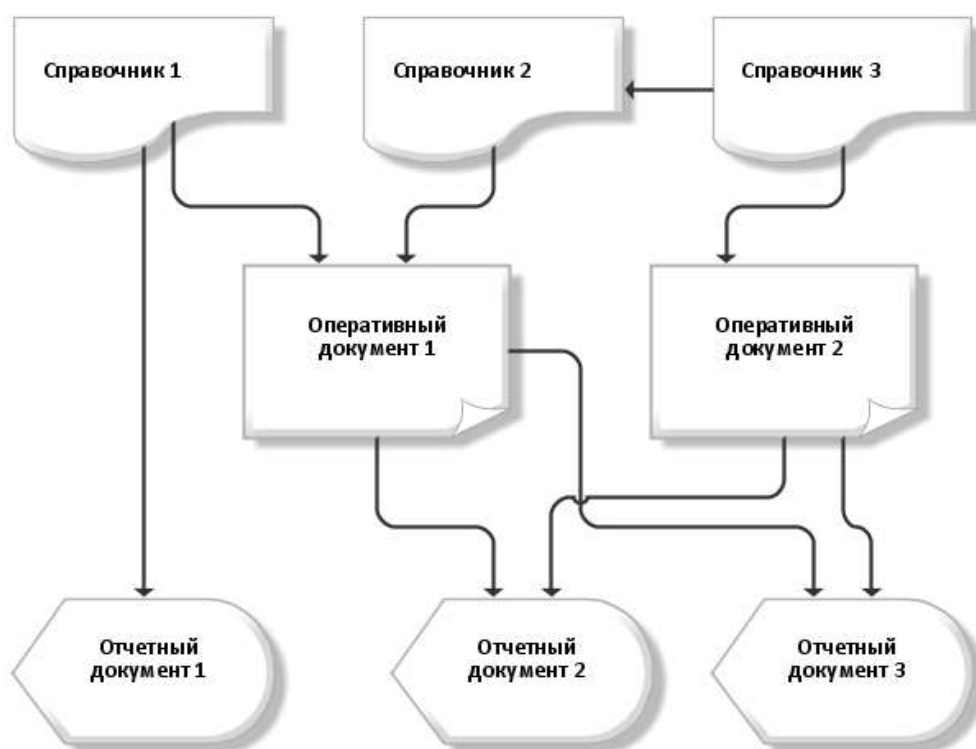 Справочник 1
Справочник 2
Справочник 3
Оперативный
документ 1
Оперативный
документ 2
Отчетный
документ 1
Отчетный
документ 2
Отчетный
документ 3